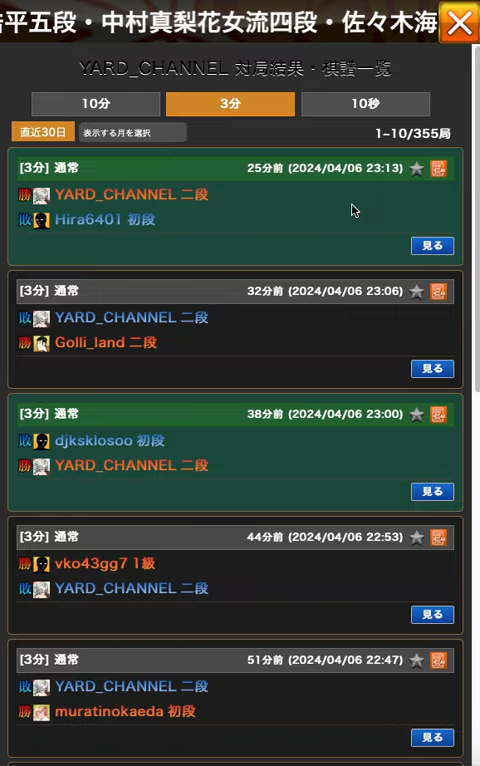 平五段・中村真梨花女流四段・佐々木海
YARD_CHANNEL 対局結果・棋譜一覧
10分 3分 10秒
直近30日 表示する月を選択 1-10/355局
[3分] 通常 25分前 (2024/04/06 23:13)
勝 YARD_CHANNEL 二段
敗 Hira6401 初段
見る
[3分] 通常 32分前 (2024/04/06 23:06)
敗 YARD_CHANNEL 二段
勝 Golli_land 二段
見る
[3分] 通常 38分前 (2024/04/06 23:00)
敗 djksklosoo 初段
勝 YARD_CHANNEL 二段
見る
[3分] 通常 44分前 (2024/04/06 22:53)
勝 vko43gg7 1級
敗 YARD_CHANNEL 二段
見る
[3分] 通常 51分前 (2024/04/06 22:47)
敗 YARD_CHANNEL 二段
勝 muratinokaeda 初段
見る